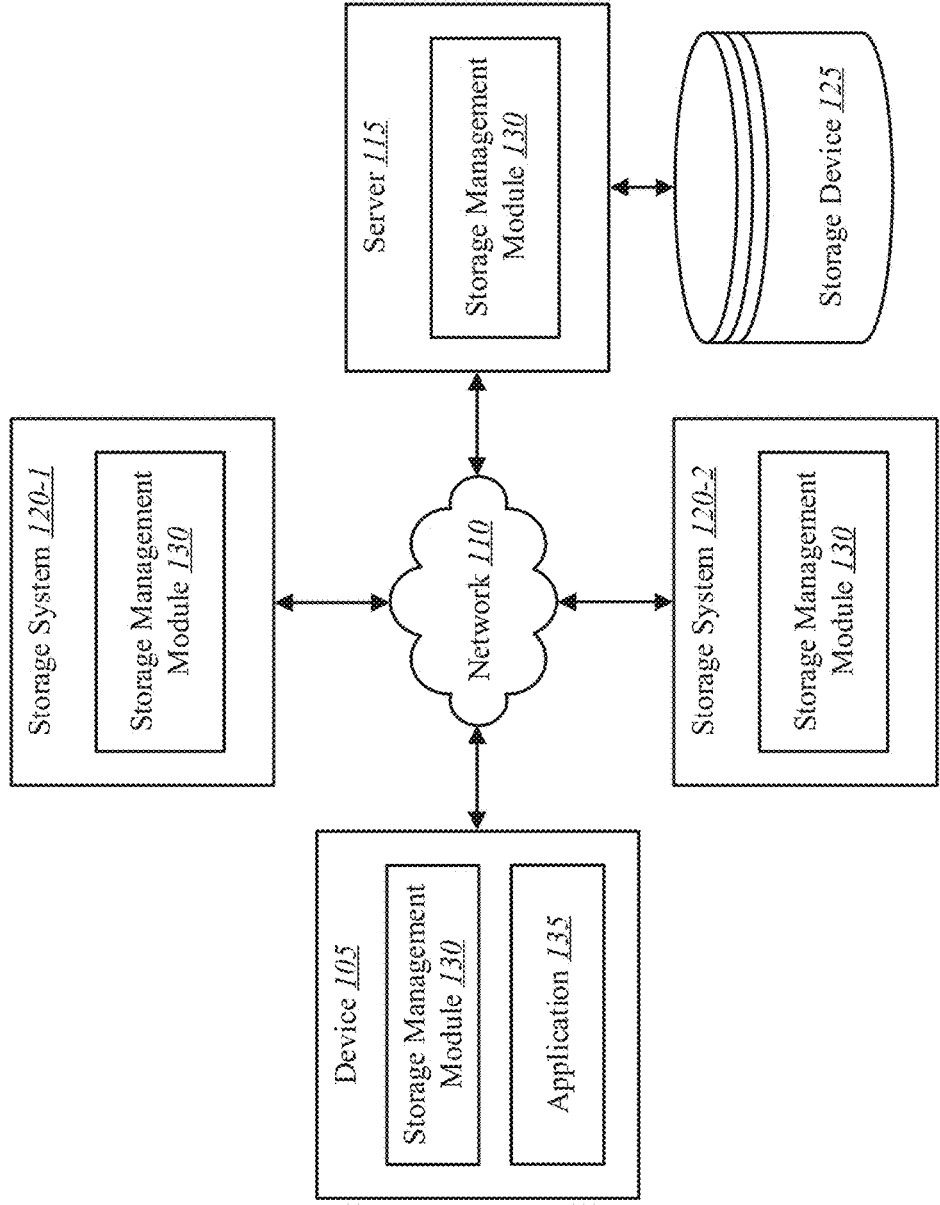 Storage System 120-1
Storage Management
Module 130
Device 105
Storage Management
Module 130
Application 135
Network 110
Server 115
Storage Management
Module 130
Storage System 120-2
Storage Management
Module 130
Storage Device 125